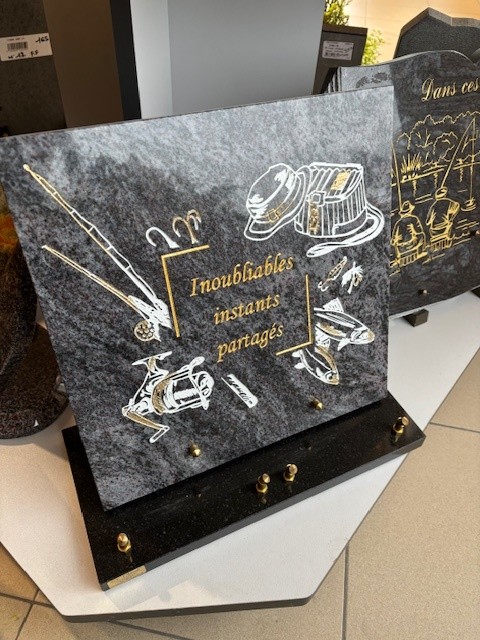 Inoubliables
instants
partagés
Dans ces